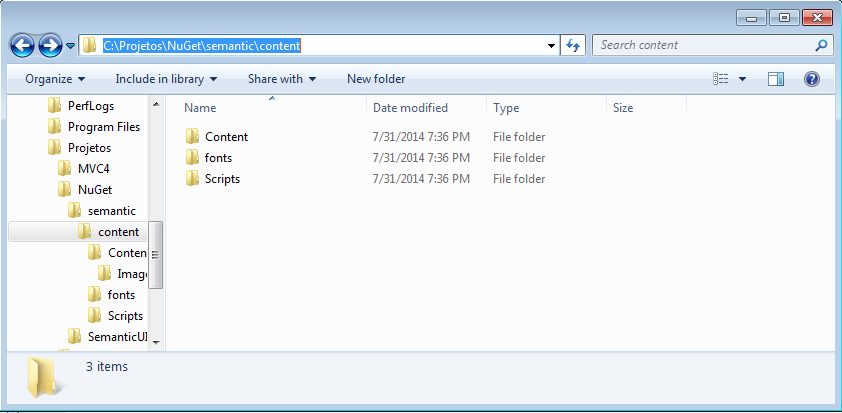 C:\Projetos\NuGet\semantic\content
Search content
Organize Include in library Share with New folder
Name Date modified Type Size
PerfLogs
Program Files
Projetos
MVC4
NuGet
semantic
content
Conten
Image
fonts
Scripts
SemanticUI
Content 7/31/2014 7:36 PM File folder
fonts 7/31/2014 7:36 PM File folder
Scripts 7/31/2014 7:36 PM File folder
3 items